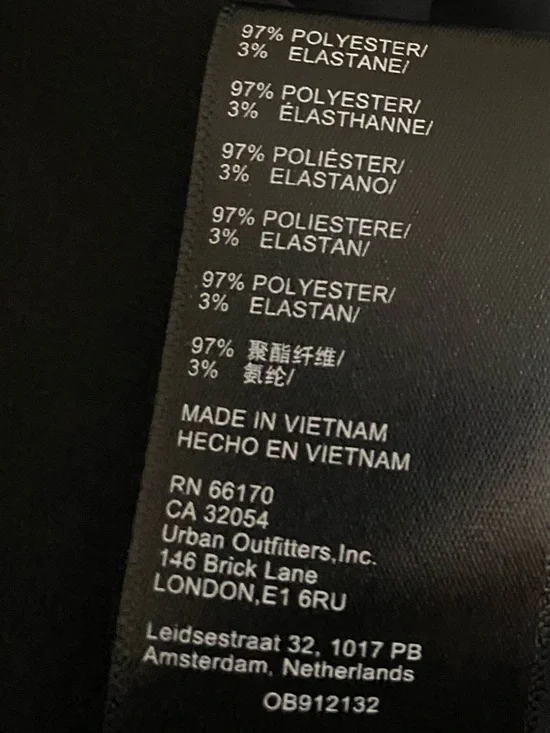 97% POLYESTER/
3% ELASTANE/
97% POLYESTER/
3% ÉLASTHANNE/
97% POLIÉSTER/
3% ELASTANO/
97% POLIESTERE/
3% ELASTAN/
97% POLYESTER/
3% ELASTAN/
97% 聚酯纤维/
3% 氨纶/
MADE IN VIETNAM
HECHO EN VIETNAM
RN 66170
CA 32054
Urban Outfitters,Inc.
146 Brick Lane
LONDON,E1 6RU
Leidsestraat 32, 1017 PB
Amsterdam, Netherlands
OB912132